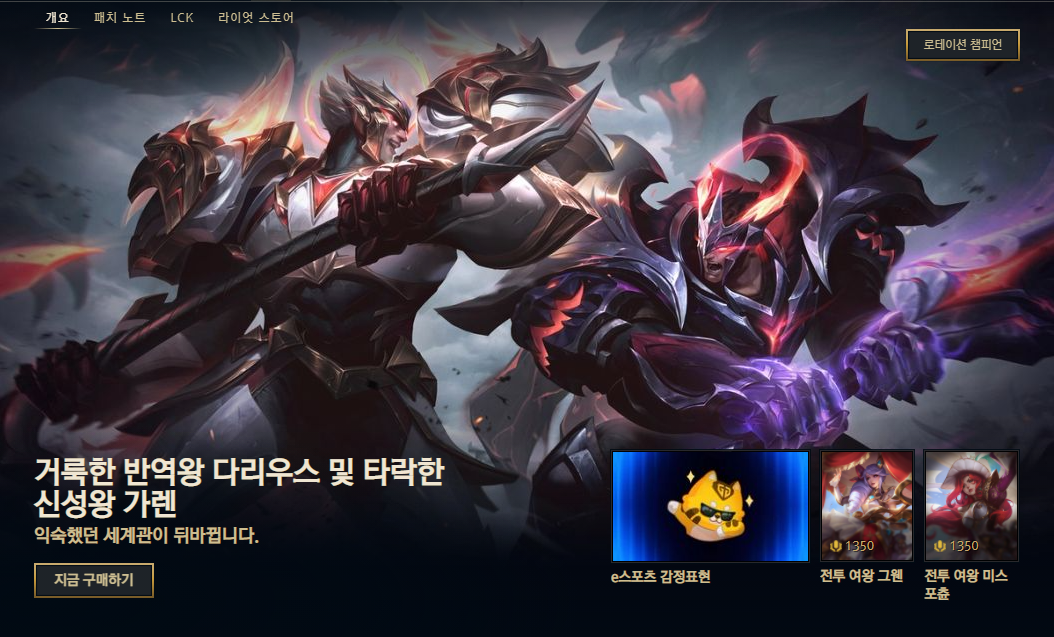 개요 패치 노트 LCK 라이엇 스토어
로테이션 챔피언
거룩한 반역왕 다리우스 및 타락한
신성왕 가렌
익숙했던 세계관이 뒤바뀝니다.
지금 구매하기
e스포츠 감정표현
1350
전투 여왕 그웬
1350
전투 여왕 미스
포츈